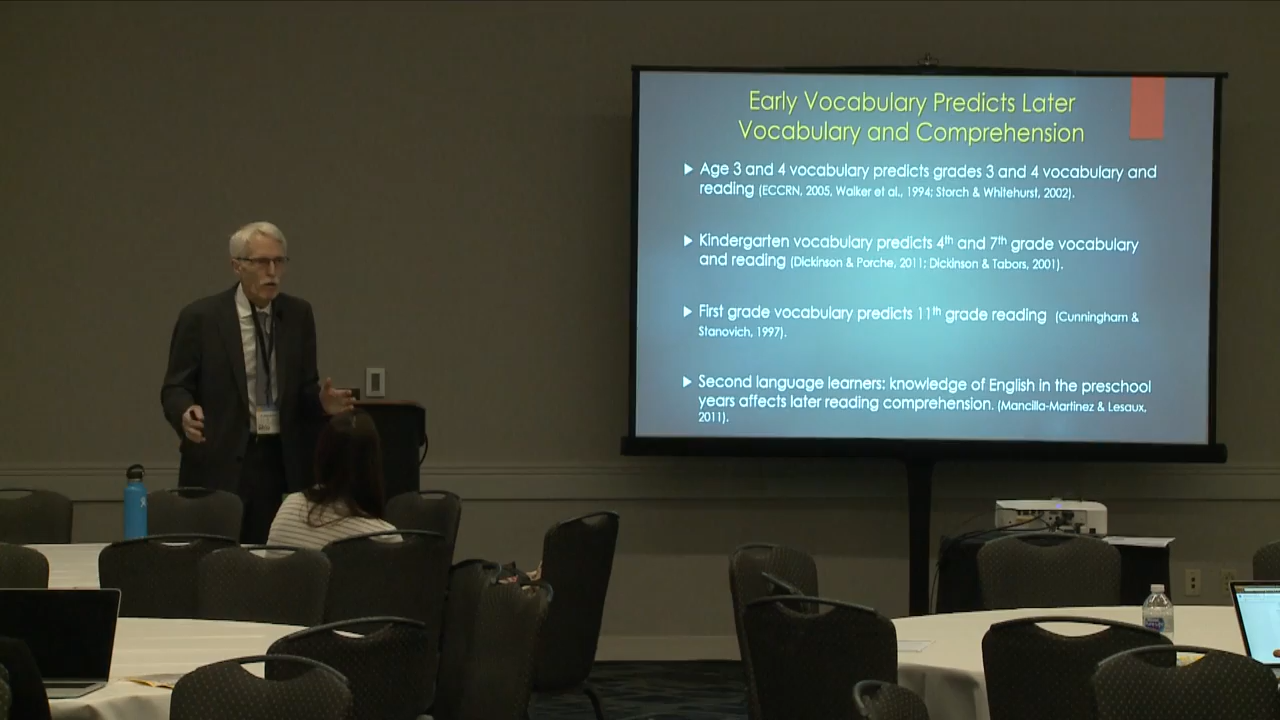 Early Vocabulary Predicts Later
Vocabulary and Comprehension
Age 3 and 4 vocabulary predicts grades 3 and 4 vocabulary and
reading (ECCRN, 2005, Walker et al., 1994; Storch & Whitehurst, 2002).
Kindergarten vocabulary predicts 4th and 7th grade vocabulary
and reading (Dickinson & Porche, 2011; Dickinson & Tabors, 2001).
First grade vocabulary predicts 11th grade reading (Cunningham &
Stanovich, 1997).
Second language learners: knowledge of English in the preschool
years affects later reading comprehension. (Mancilla-Martinez & Lesaux,
2011).